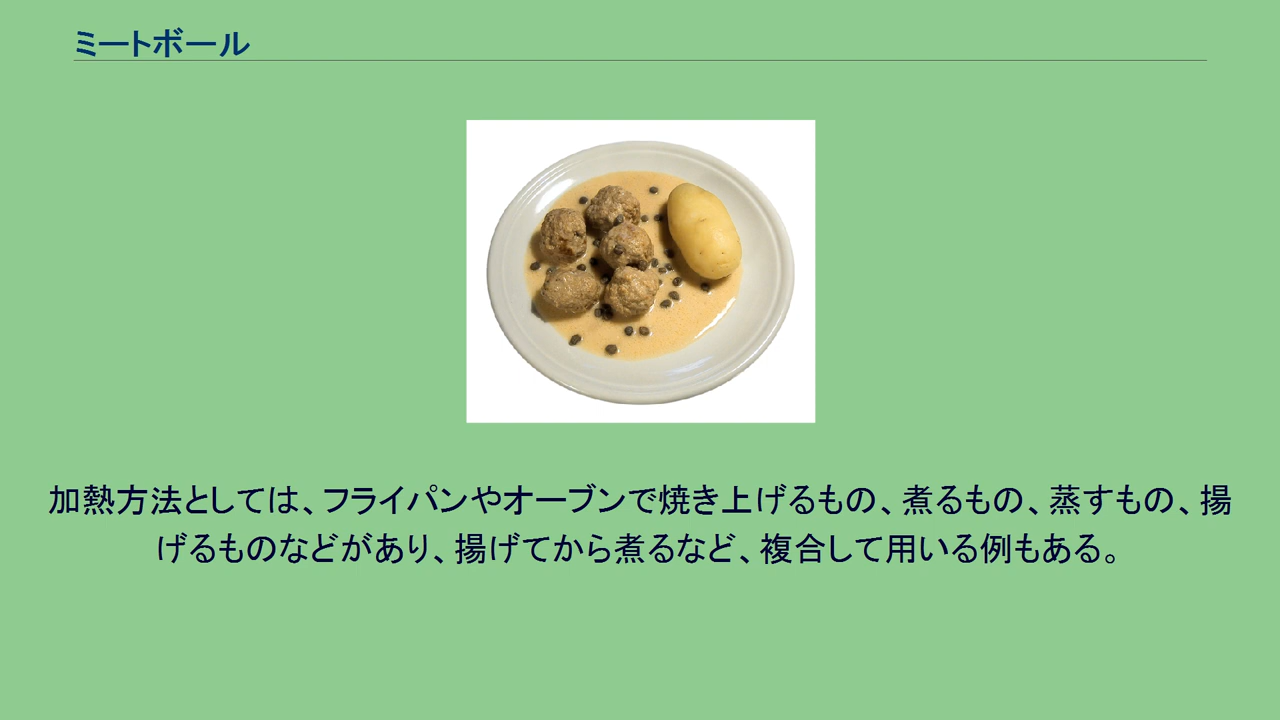 ミートボール
加熱方法としては、フライパンやオーブンで焼き上げるもの、煮るもの、蒸すもの、揚
げるものなどがあり、揚げてから煮るなど、複合して用いる例もある。